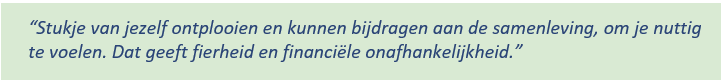 “Stukje van jezelf ontplooien en kunnen bijdragen aan de samenleving, om je nuttig
te voelen. Dat geeft fierheid en financiële onafhankelijkheid.”